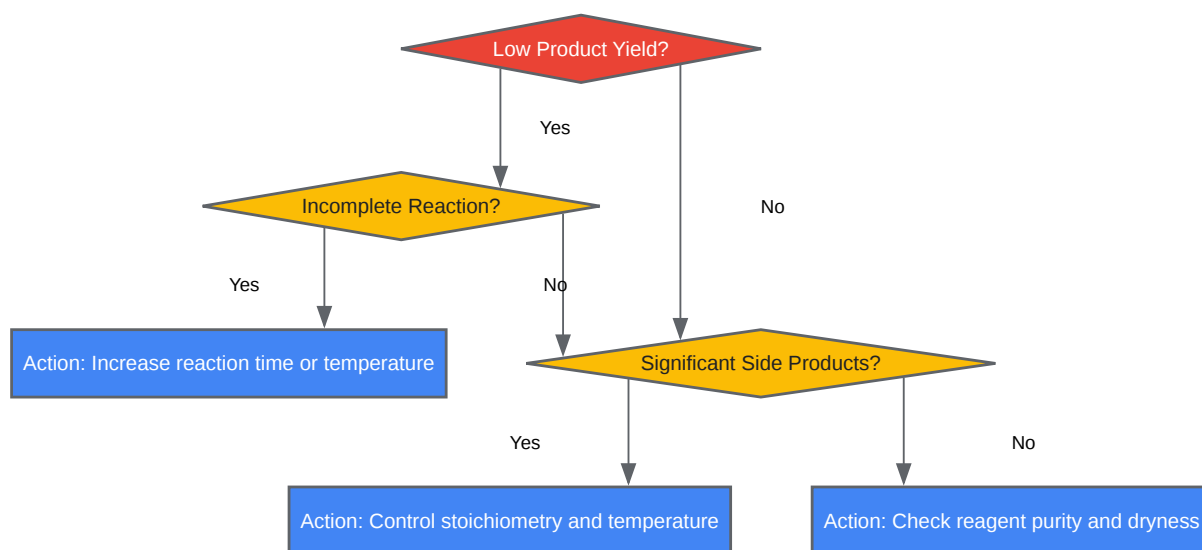 Low Product Yield?
Yes
Incomplete Reaction?
No
Yes
No
Action: Increase reaction time or temperature
Significant Side Products?
Yes
No
Action: Control stoichiometry and temperature
Action: Check reagent purity and dryness